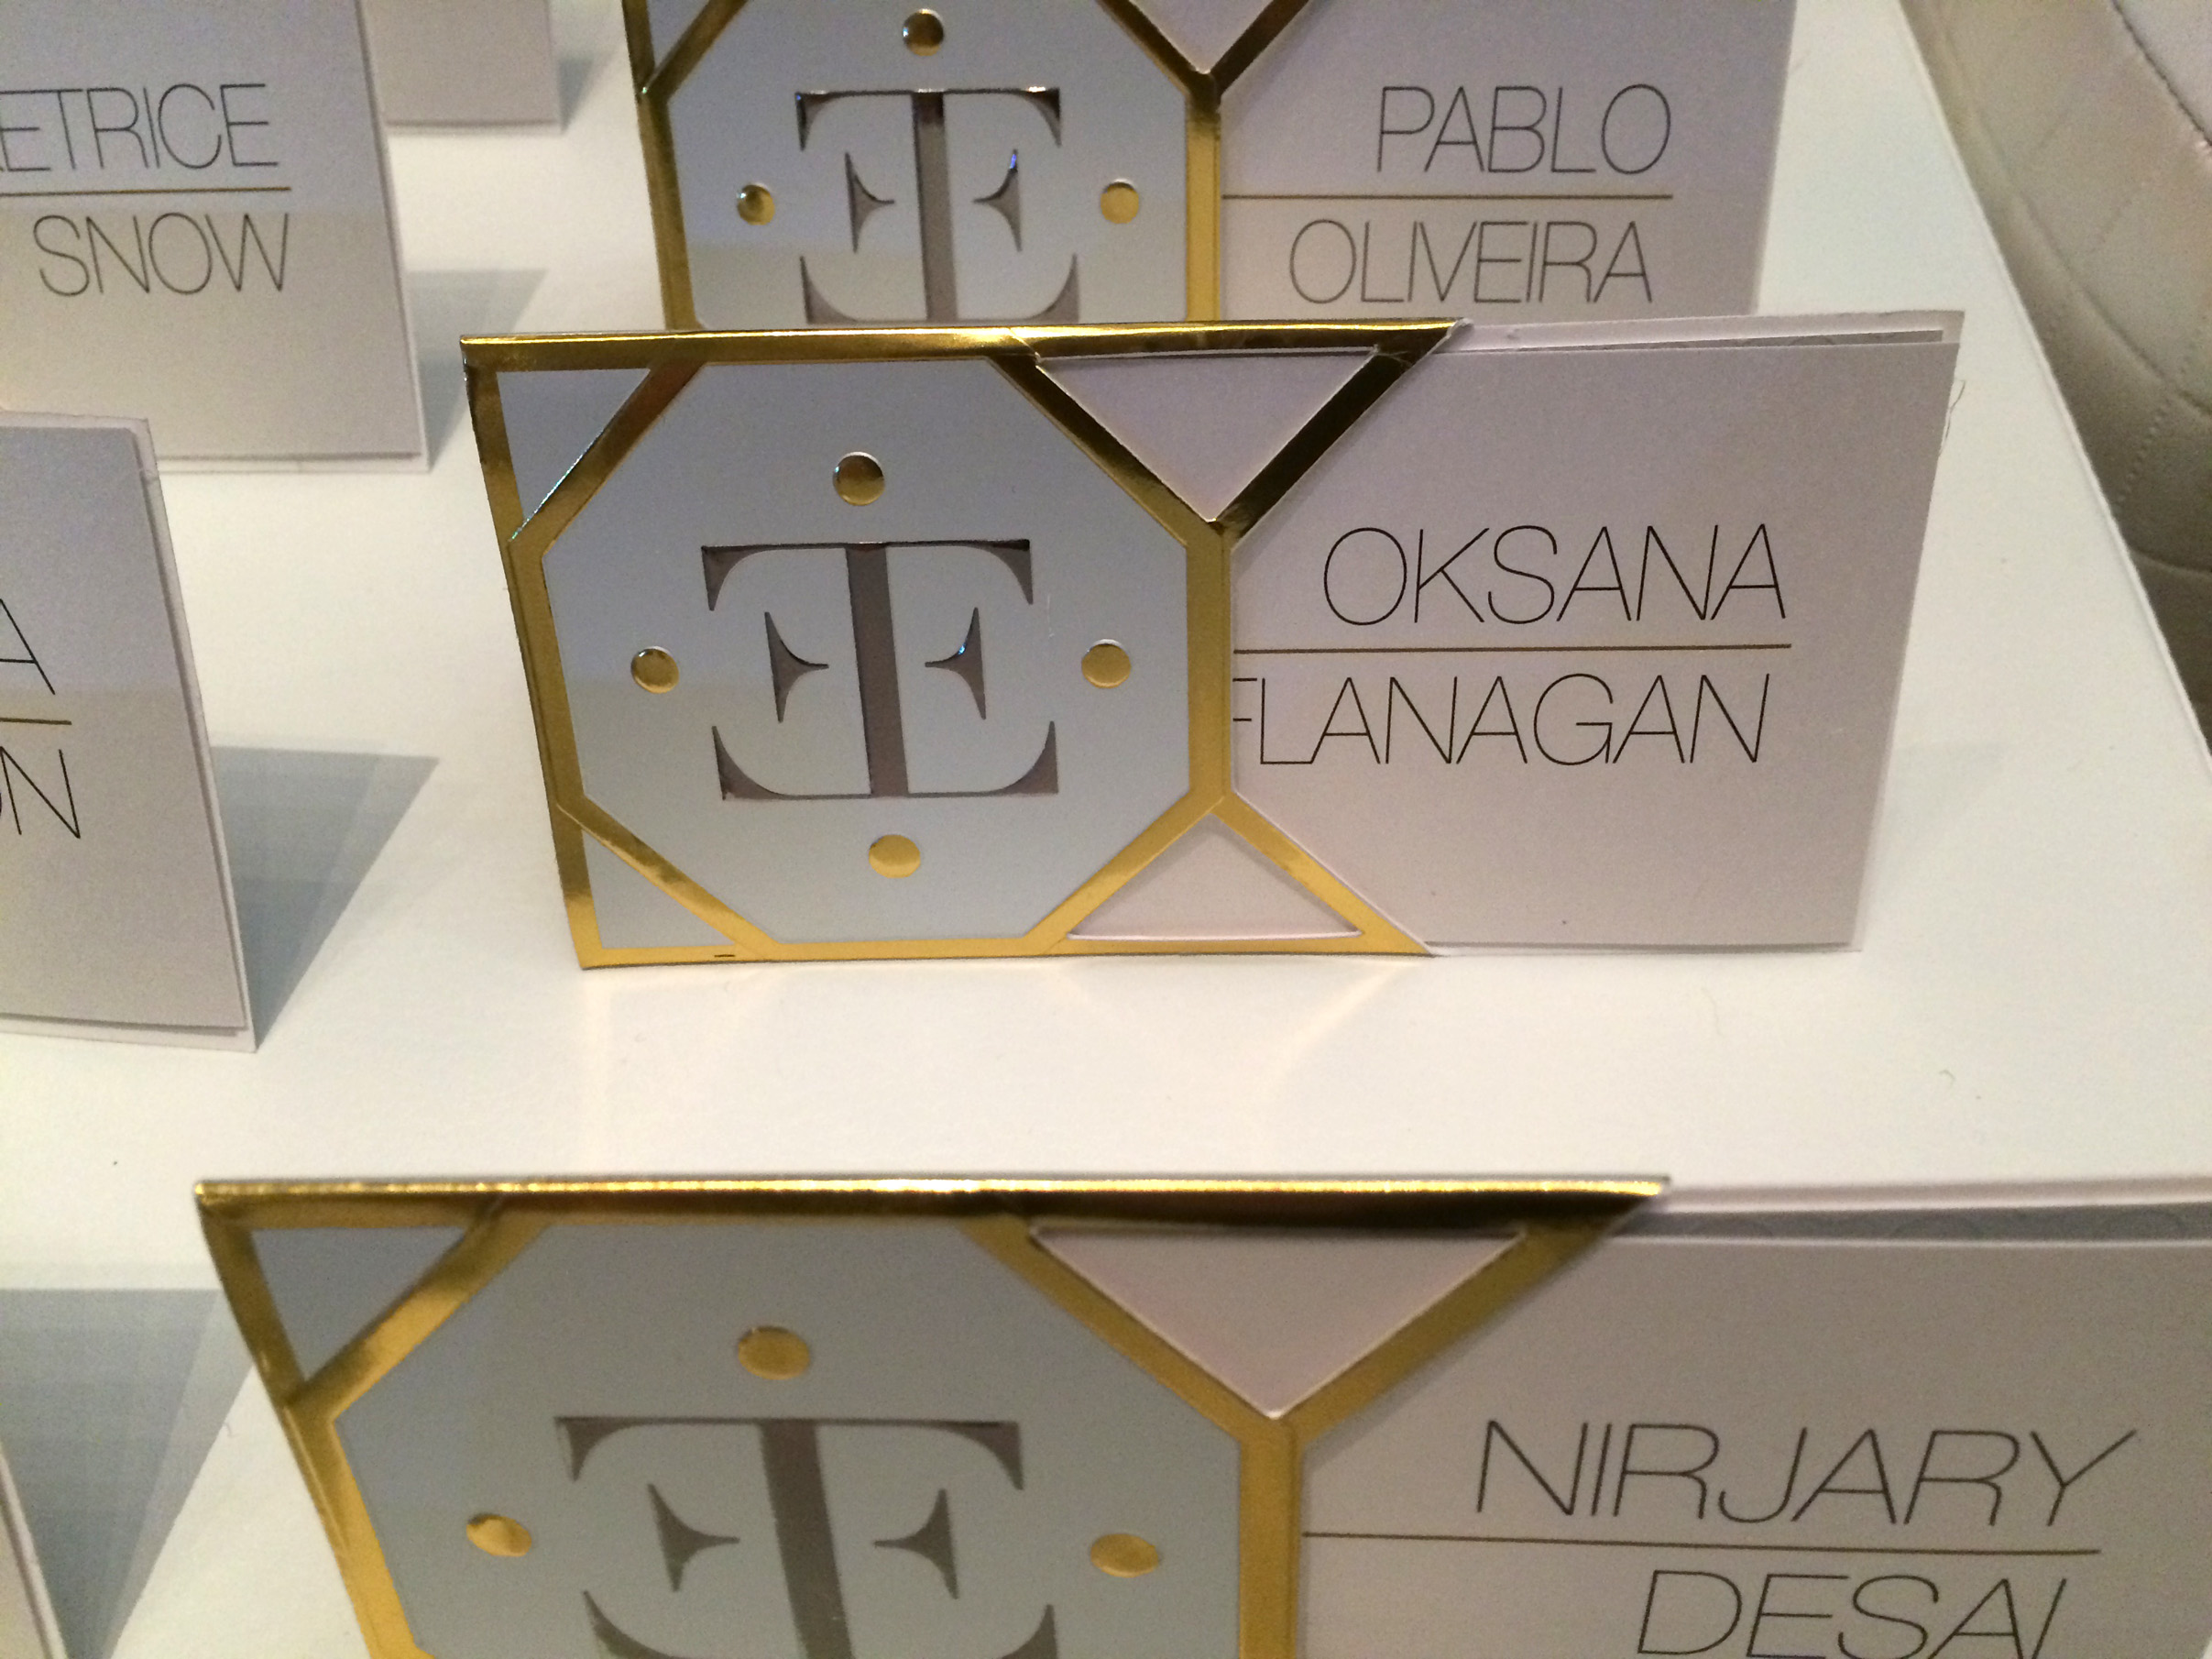 SNOW
PABLO
OLIVEIRA
OKSANA
FLANAGAN
NIRJARY
DESAI